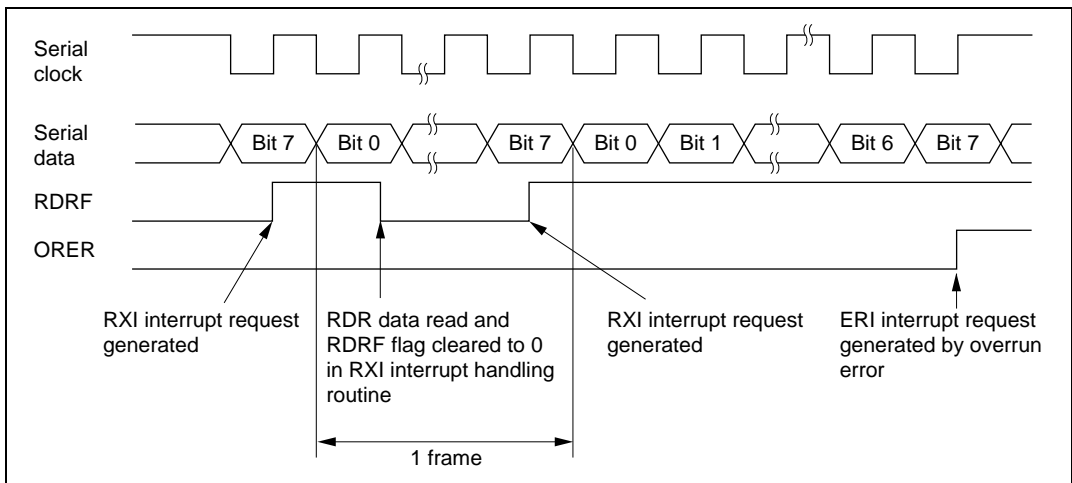 Serial
clock
Serial
data
Bit 7
Bit 0
Bit 7
Bit 0
Bit 1
Bit 6
Bit 7
RDRF
ORER
RXI interrupt request
generated
RDR data read and
RDRF flag cleared to 0
in RXI interrupt handling
routine
RXI interrupt request
generated
ERI interrupt request
generated by overrun
error
1 frame